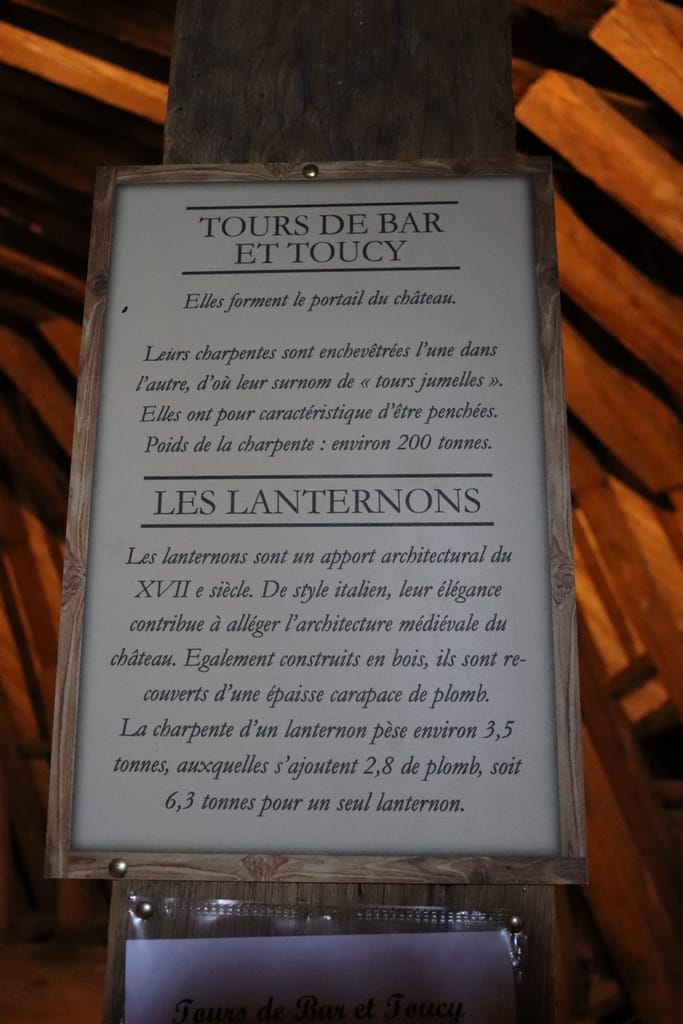 TOURS DE BAR
ET TOUCY
Elles forment le portail du château.
Leurs charpentes sont enchevêtrées l'une dans
l'autre, d'où leur surnom de « tours jumelles ».
Elles ont pour caractéristique d'être penchées.
Poids de la charpente : environ 200 tonnes.
LES LANTERNONS
Les lanternons sont un apport architectural du
XVII e siècle. De style italien, leur élégance
contribue à alléger l'architecture médiévale du
château. Egalement construits en bois, ils sont re-
couverts d'une épaisse carapace de plomb.
La charpente d'un lanternon pèse environ 3,5
tonnes, auxquelles s'ajoutent 2,8 de plomb, soit
6,3 tonnes pour un seul lanternon.
Tours de Bar et Toucy